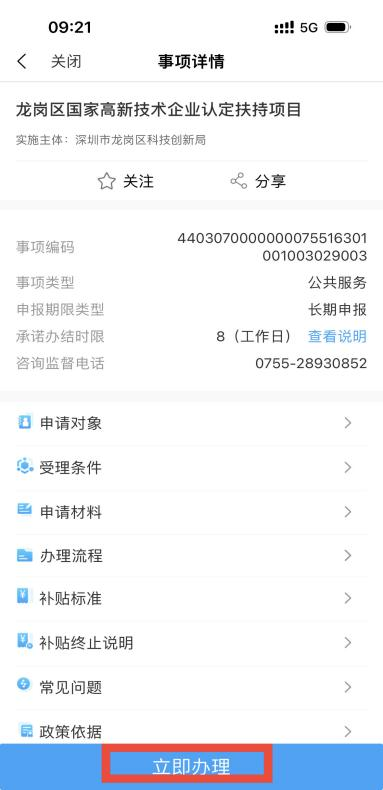 09:21
5G
关闭
事项详情
龙岗区国家高新技术企业认定扶持项目
实施主体：深圳市龙岗区科技创新局
关注
分享
事项编码
4403070000000075516301
001003029003
事项类型
公共服务
申报期限类型
长期申报
承诺办结时限
8（工作日） 查看说明
咨询监督电话
0755-28930852
申请对象
受理条件
申请材料
办理流程
补贴标准
补贴终止说明
常见问题
政策依据
立即办理